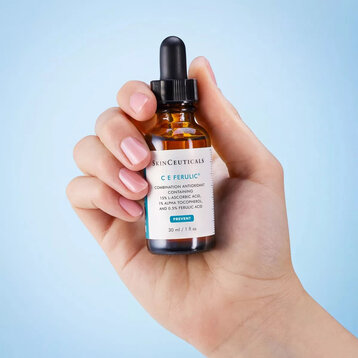 SKINCEUTICALS
C E FERULIC®
COMBINATION ANTIOXIDANT
CONTAINING
15% L-ASCORBIC ACID,
1% ALPHA TOCOPHEROL,
AND 0.5% FERULIC ACID
PREVENT
30 ml / 1 fl oz